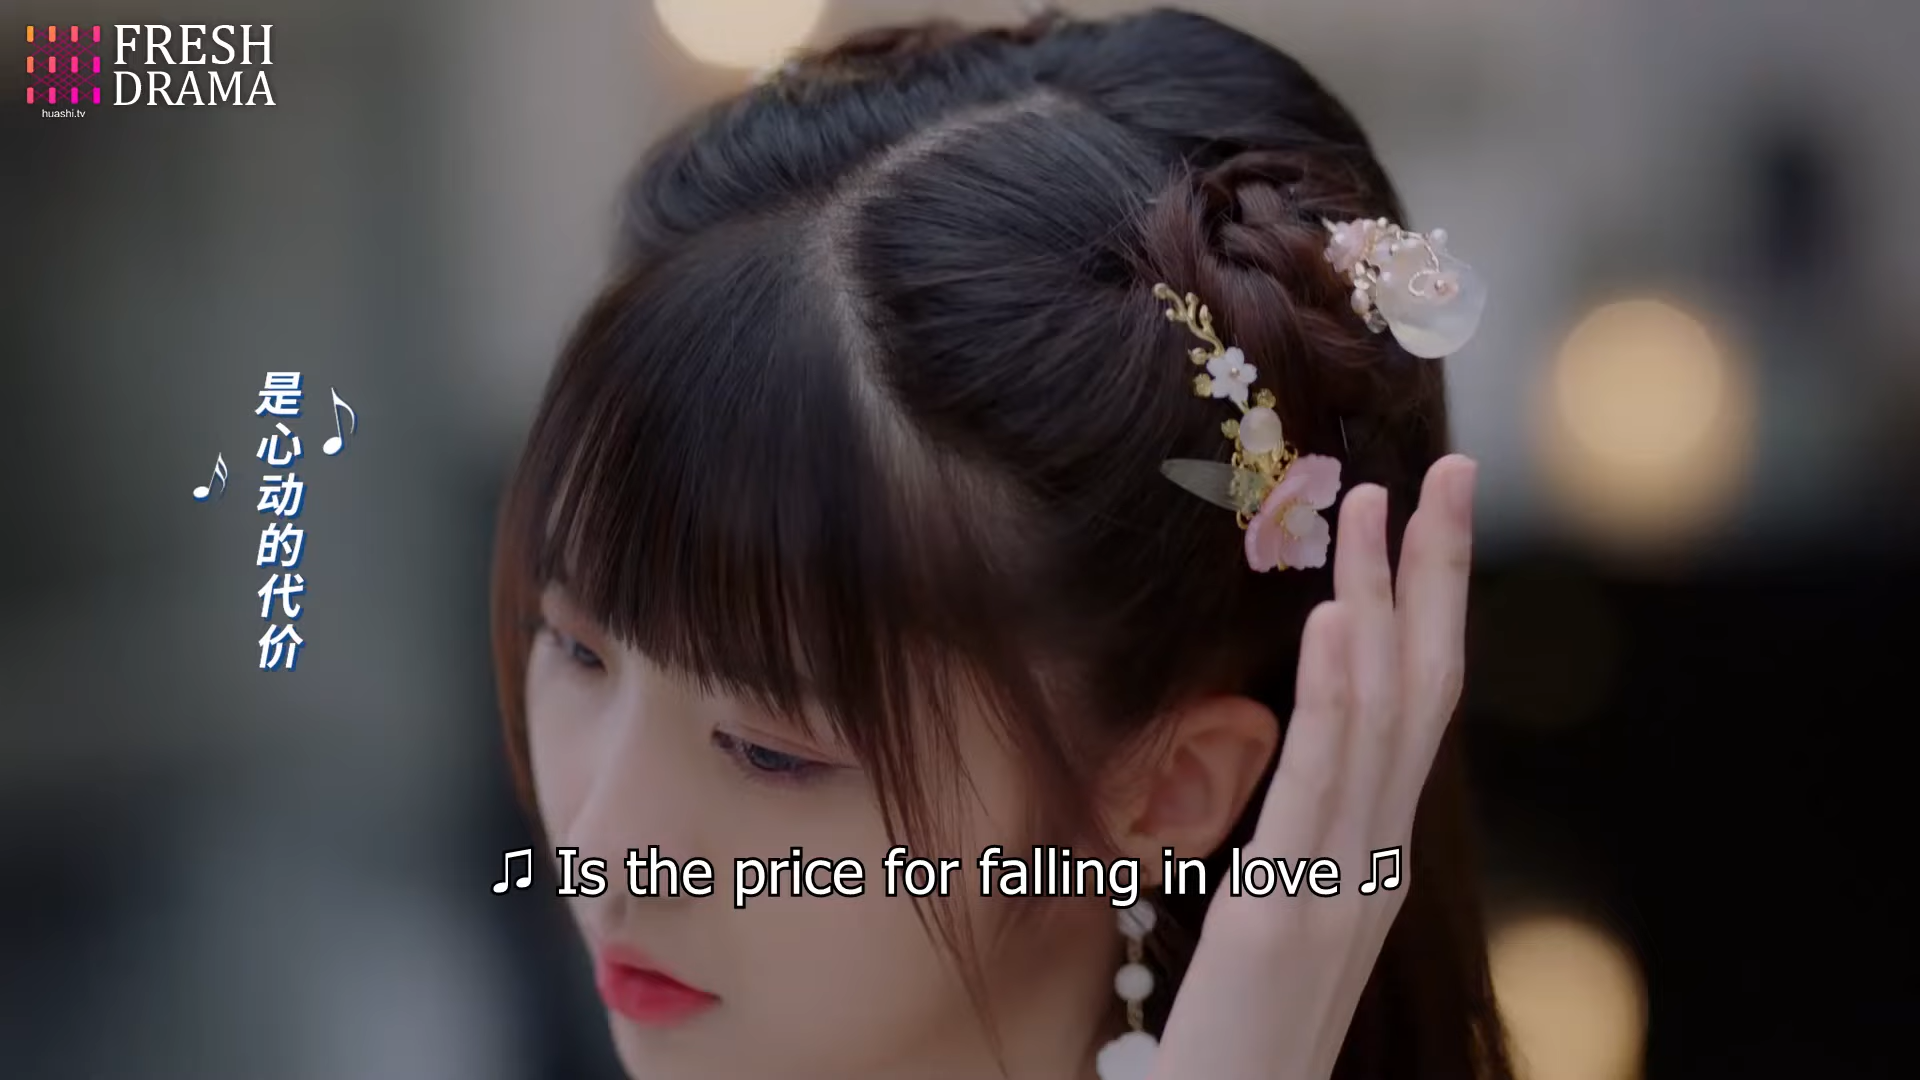 FRESH
DRAMA
huashi.tv
是心动的代价
♫ Is the price for falling in love ♫